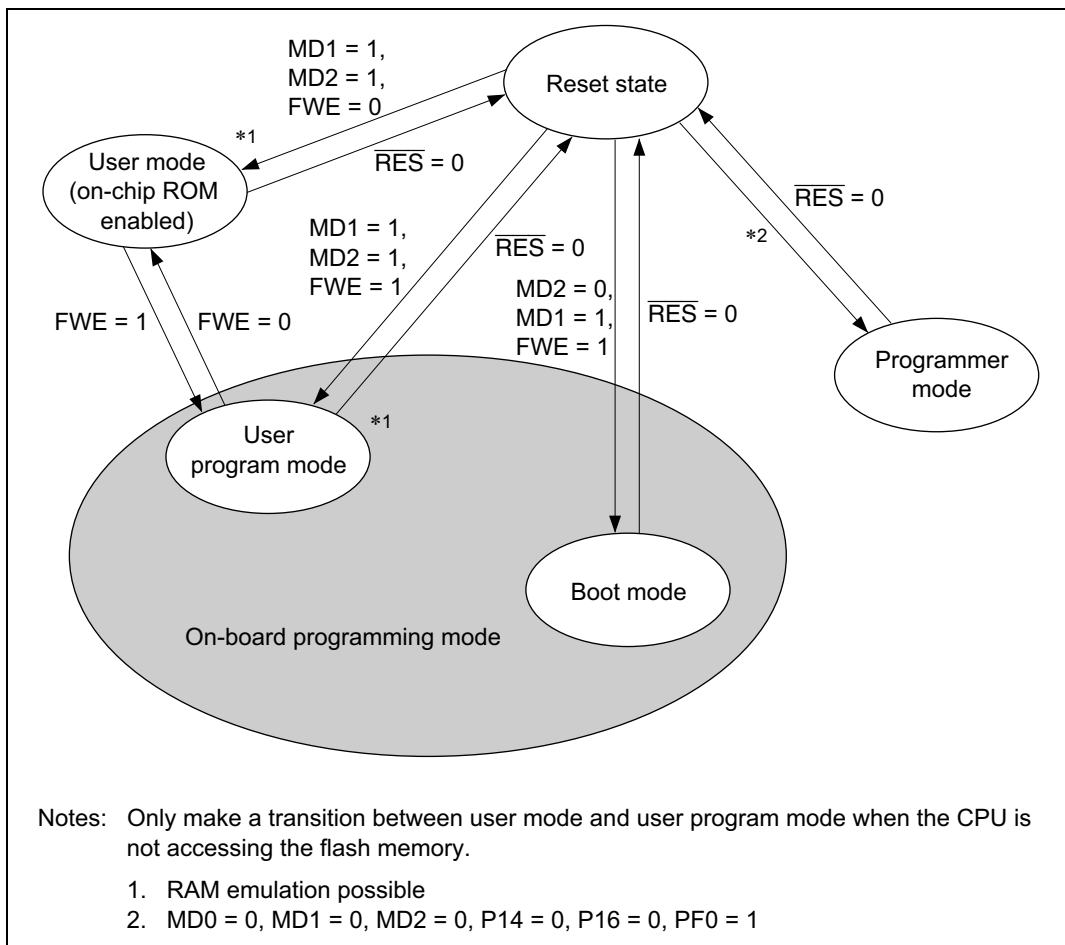 MD1 = 1,
MD2 = 1,
FWE = 0
Reset state
*1
User mode
(on-chip ROM
enabled)
R̅E̅S̅ = 0
R̅E̅S̅ = 0
*2
MD1 = 1,
MD2 = 1,
FWE = 1
R̅E̅S̅ = 0
MD2 = 0,
MD1 = 1,
FWE = 1
R̅E̅S̅ = 0
FWE = 1
FWE = 0
Programmer
mode
User
program mode
*1
Boot mode
On-board programming mode
Notes: Only make a transition between user mode and user program mode when the CPU is
not accessing the flash memory.
1. RAM emulation possible
2. MD0 = 0, MD1 = 0, MD2 = 0, P14 = 0, P16 = 0, PF0 = 1